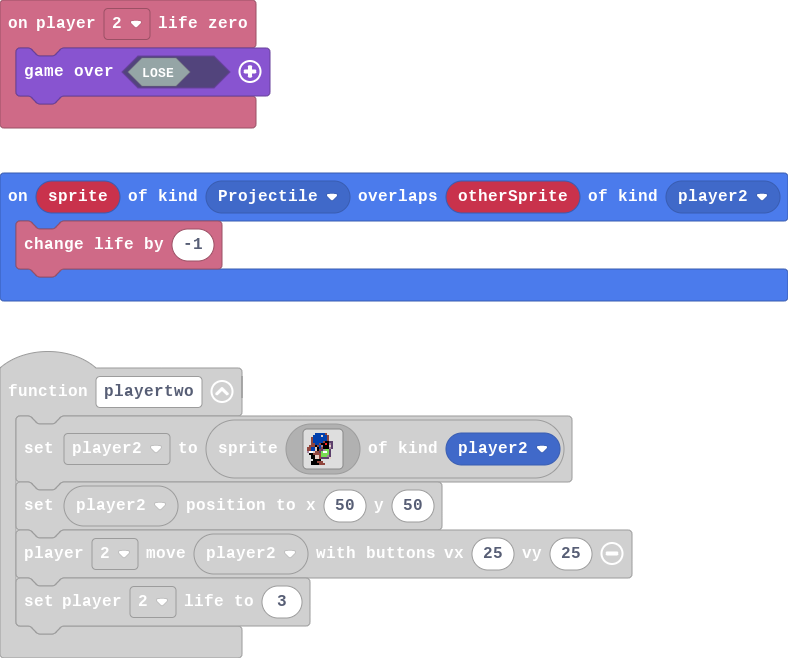 on player 2 life zero
game over LOSE
on sprite of kind Projectile overlaps otherSprite of kind player2
change life by -1
function playertwo
set player2 to sprite of kind player2
set player2 position to x 50 y 50
player 2 move player2 with buttons vx 25 vy 25
set player 2 life to 3